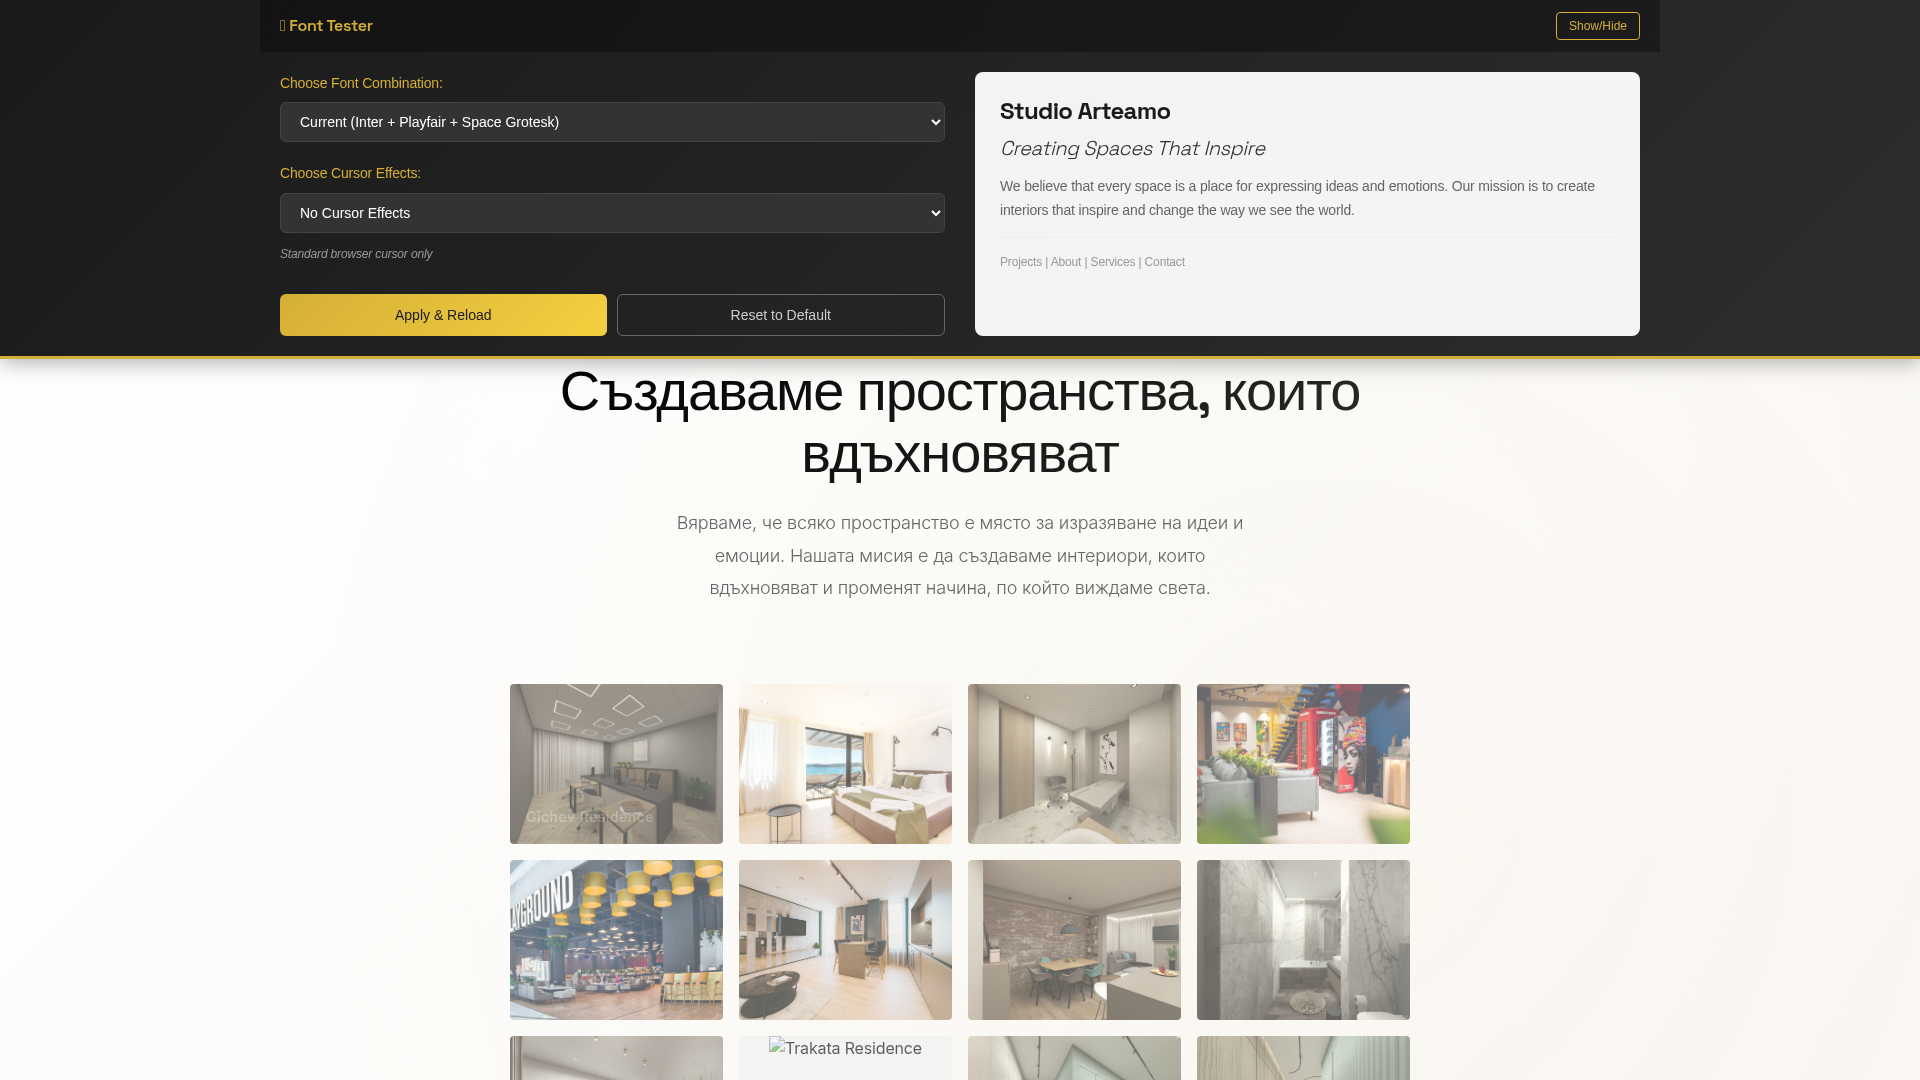 Font Tester
Show/Hide
Choose Font Combination:
Current (Inter + Playfair + Space Grotesk)
Choose Cursor Effects:
No Cursor Effects
Standard browser cursor only
Apply & Reload
Reset to Default
Studio Arteamo
Creating Spaces That Inspire
We believe that every space is a place for expressing ideas and emotions. Our mission is to create
interiors that inspire and change the way we see the world.
Projects | About | Services | Contact
Създаваме пространства, които
вдъхновяват
Вярваме, че всяко пространство е място за изразяване на идеи и
емоции. Нашата мисия е да създаваме интериори, които
вдъхновяват и променят начина, по който виждаме света.
Gichev Residence
AYGROUND
Trakata Residence